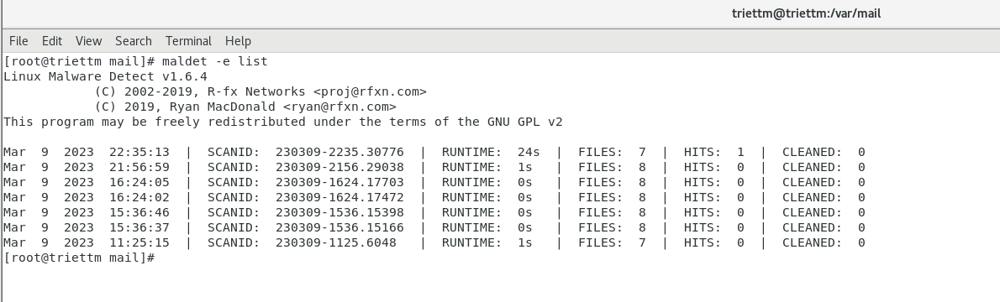 triettm@triettm:/var/mail
File Edit View Search Terminal Help
[root@triettm mail]# maldet -e list
Linux Malware Detect v1.6.4
(C) 2002-2019, R-fx Networks <proj@rfxn.com>
(C) 2019, Ryan MacDonald <ryan@rfxn.com>
This program may be freely redistributed under the terms of the GNU GPL v2
Mar 9 2023 22:35:13 | SCANID: 230309-2235.30776 | RUNTIME: 24s | FILES: 7 | HITS: 1 | CLEANED: 0
Mar 9 2023 21:56:59 | SCANID: 230309-2156.29038 | RUNTIME: 1s | FILES: 8 | HITS: 0 | CLEANED: 0
Mar 9 2023 16:24:05 | SCANID: 230309-1624.17703 | RUNTIME: 0s | FILES: 8 | HITS: 0 | CLEANED: 0
Mar 9 2023 16:24:02 | SCANID: 230309-1624.17472 | RUNTIME: 0s | FILES: 8 | HITS: 0 | CLEANED: 0
Mar 9 2023 15:36:46 | SCANID: 230309-1536.15398 | RUNTIME: 0s | FILES: 8 | HITS: 0 | CLEANED: 0
Mar 9 2023 15:36:37 | SCANID: 230309-1536.15166 | RUNTIME: 0s | FILES: 8 | HITS: 0 | CLEANED: 0
Mar 9 2023 11:25:15 | SCANID: 230309-1125.6048 | RUNTIME: 1s | FILES: 7 | HITS: 0 | CLEANED: 0
[root@triettm mail]#